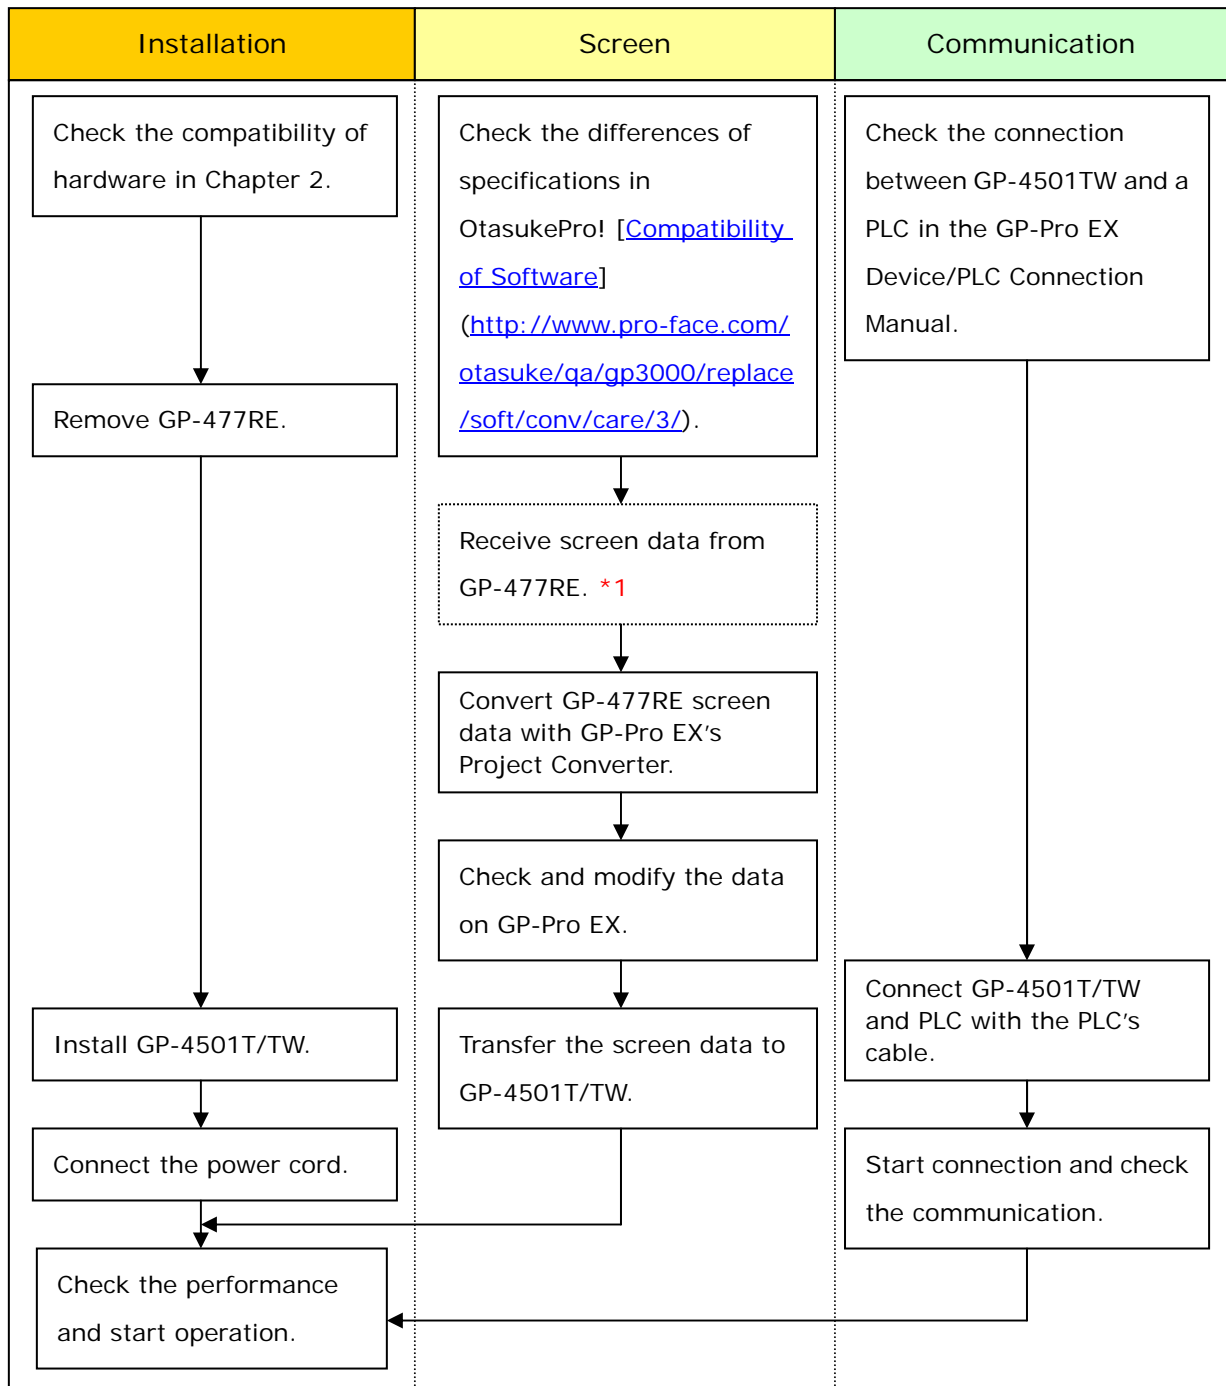 Installation
Screen
Communication
Check the compatibility of
hardware in Chapter 2.
Remove GP-477RE.
Install GP-4501T/TW.
Connect the power cord.
Check the performance
and start operation.
Check the differences of
specifications in
OtasukePro! [Compatibility
of Software]
(http://www.pro-face.com/
otasuke/qa/gp3000/replace
/soft/conv/care/3/).
Receive screen data from
GP-477RE. *1
Convert GP-477RE screen
data with GP-Pro EX's
Project Converter.
Check and modify the data
on GP-Pro EX.
Transfer the screen data to
GP-4501T/TW.
Check the connection
between GP-4501TW and a
PLC in the GP-Pro EX
Device/PLC Connection
Manual.
Connect GP-4501T/TW
and PLC with the PLC's
cable.
Start connection and check
the communication.